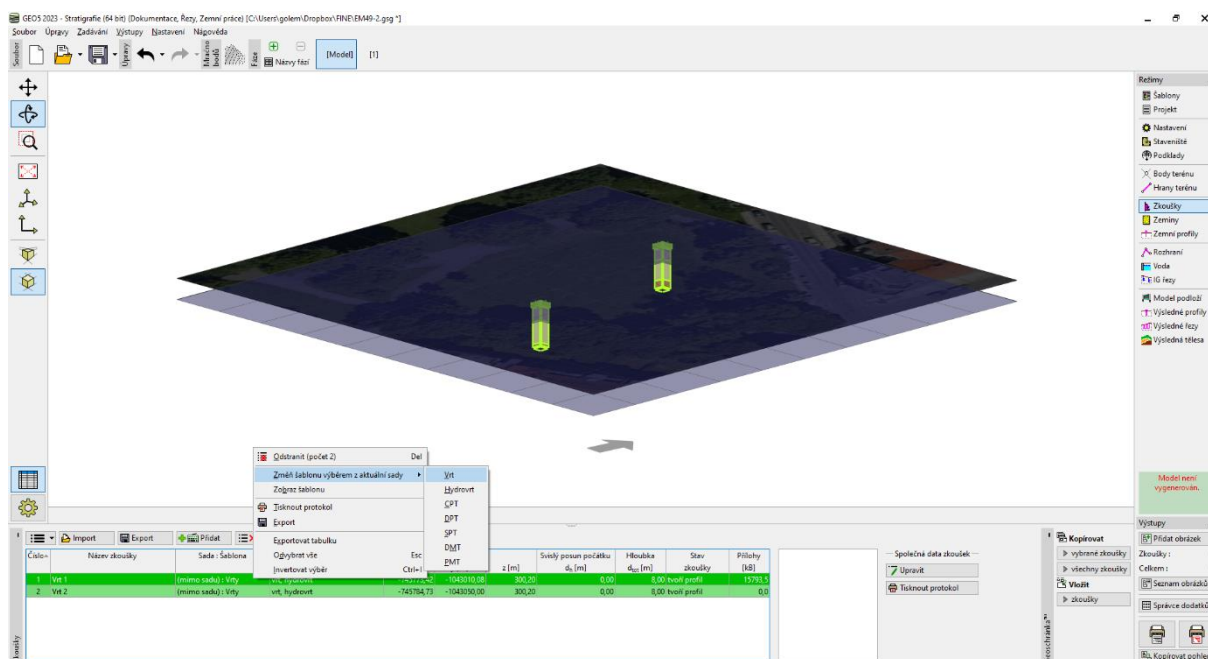 GEO5 2023 - Stratigrafie (64 bit) (Dokumentace, Řezy, Zemní práce) [C:\Users\golem\Dropbox\FINE\EM49-2.gsg *]
Soubor Úpravy Zadávání Výstupy Nastavení Nápověda
Soubor
Úpravy
Mračno bodů
Fáze
Názvy fází
[Model]
[1]
Režimy
Šablony
Projekt
Nastavení
Staveniště
Podklady
Body terénu
Hrany terénu
Zkoušky
Zeminy
Zemní profily
Rozhraní
Voda
IG řezy
Model podloží
Výsledné profily
Výsledné řezy
Výsledná tělesa
Model není
vygenerován.
Odstranit (počet 2) Del
Změň šablonu výběrem z aktuální sady
Zobraz šablonu
Tisknout protokol
Export
Exportovat tabulku
Odvybrat vše Esc
Invertovat výběr
Vrt
Hydrovrt
CPT
DPT
SPT
DMT
PMT
Import Export Přidat
Číslo Název zkoušky Sada : Šablona z [m] Svislý posun počátku Hloubka Stav Přílohy
zkoušky [kB]
1 Vrt 1 (mimo sadu) : Vrty vrt, hydrovrt -1043010,08 300,20 0,00 8,00 tvoří profil 15793,5
2 Vrt 2 (mimo sadu) : Vrty vrt, hydrovrt -745784,73 -1043050,00 300,20 0,00 8,00 tvoří profil 0,0
Společná data zkoušek
Upravit
Tisknout protokol
Kopírovat
vybrané zkoušky
všechny zkoušky
Vložit
zkoušky
Výstupy
Přidat obrázek
Zkoušky :
Celkem :
Seznam obrázků
Správce dodatků
Kopírovat pohled